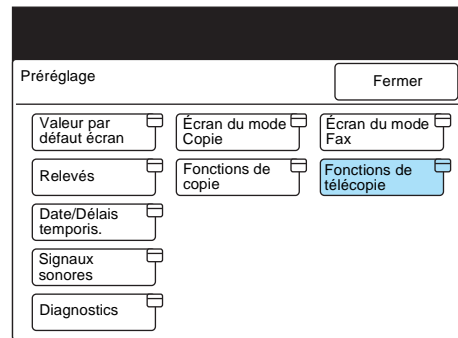 Préréglage
Fermer
Valeur par
défaut écran
Écran du mode
Copie
Écran du mode
Fax
Relevés
Fonctions de
copie
Fonctions de
télécopie
Date/Délais
temporis.
Signaux
sonores
Diagnostics